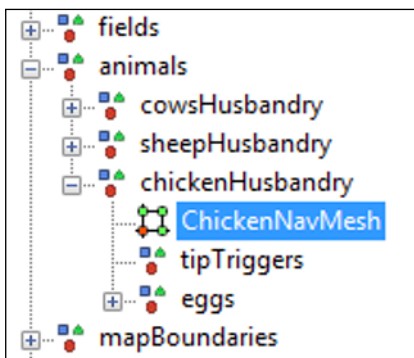 fields
animals
cowsHusbandry
sheepHusbandry
chickenHusbandry
ChickenNavMesh
tipTriggers
eggs
mapBoundaries